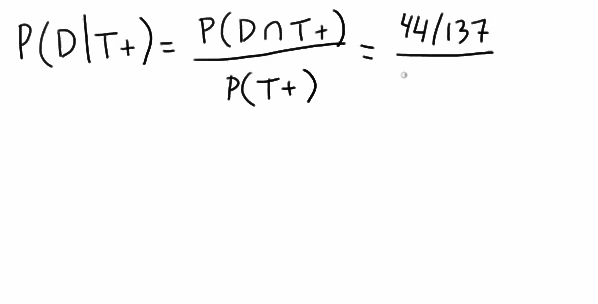 P(D|T+) = P(D∩T+) / P(T+) = 44/137